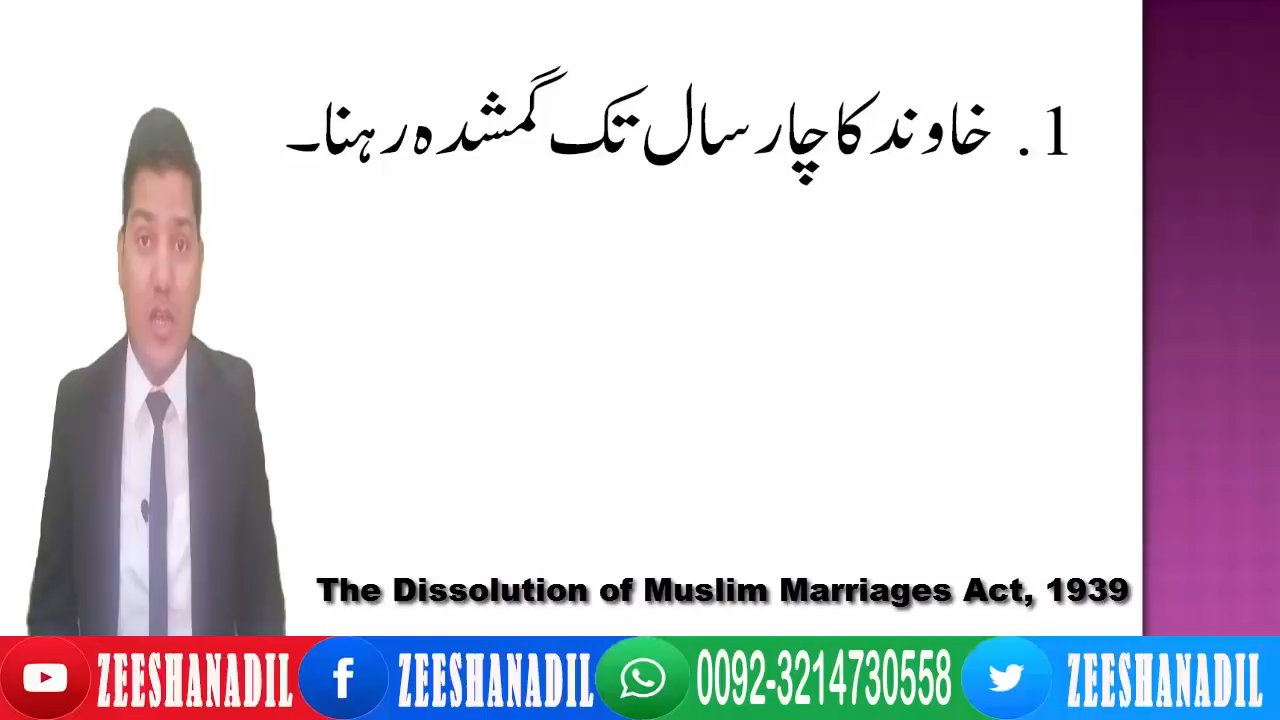 1. خاوند کا چار سال تک گمشدہ رہنا۔
The Dissolution of Muslim Marriages Act, 1939
ZEESHANADIL ZEESHANADIL 0092-3214730558 ZEESHANADIL